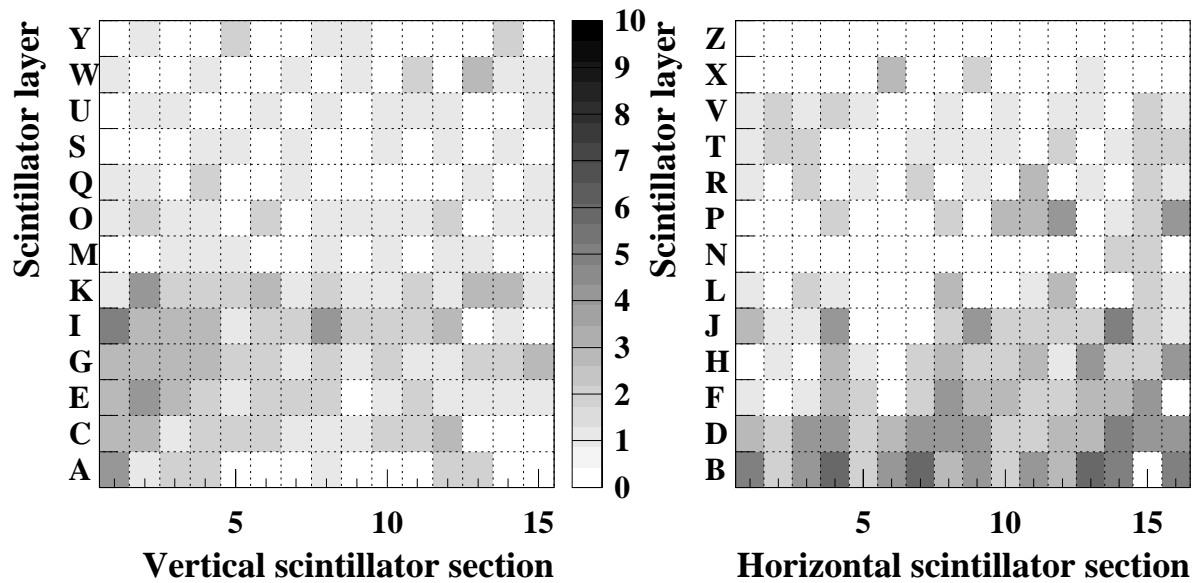 Scintillator layer
Y
W
U
S
Q
O
M
K
I
G
E
C
A
5 10 15
Vertical scintillator section
10
9
8
7
6
5
4
3
2
1
0
Scintillator layer
Z
X
V
T
R
P
N
L
J
H
F
D
B
5 10 15
Horizontal scintillator section